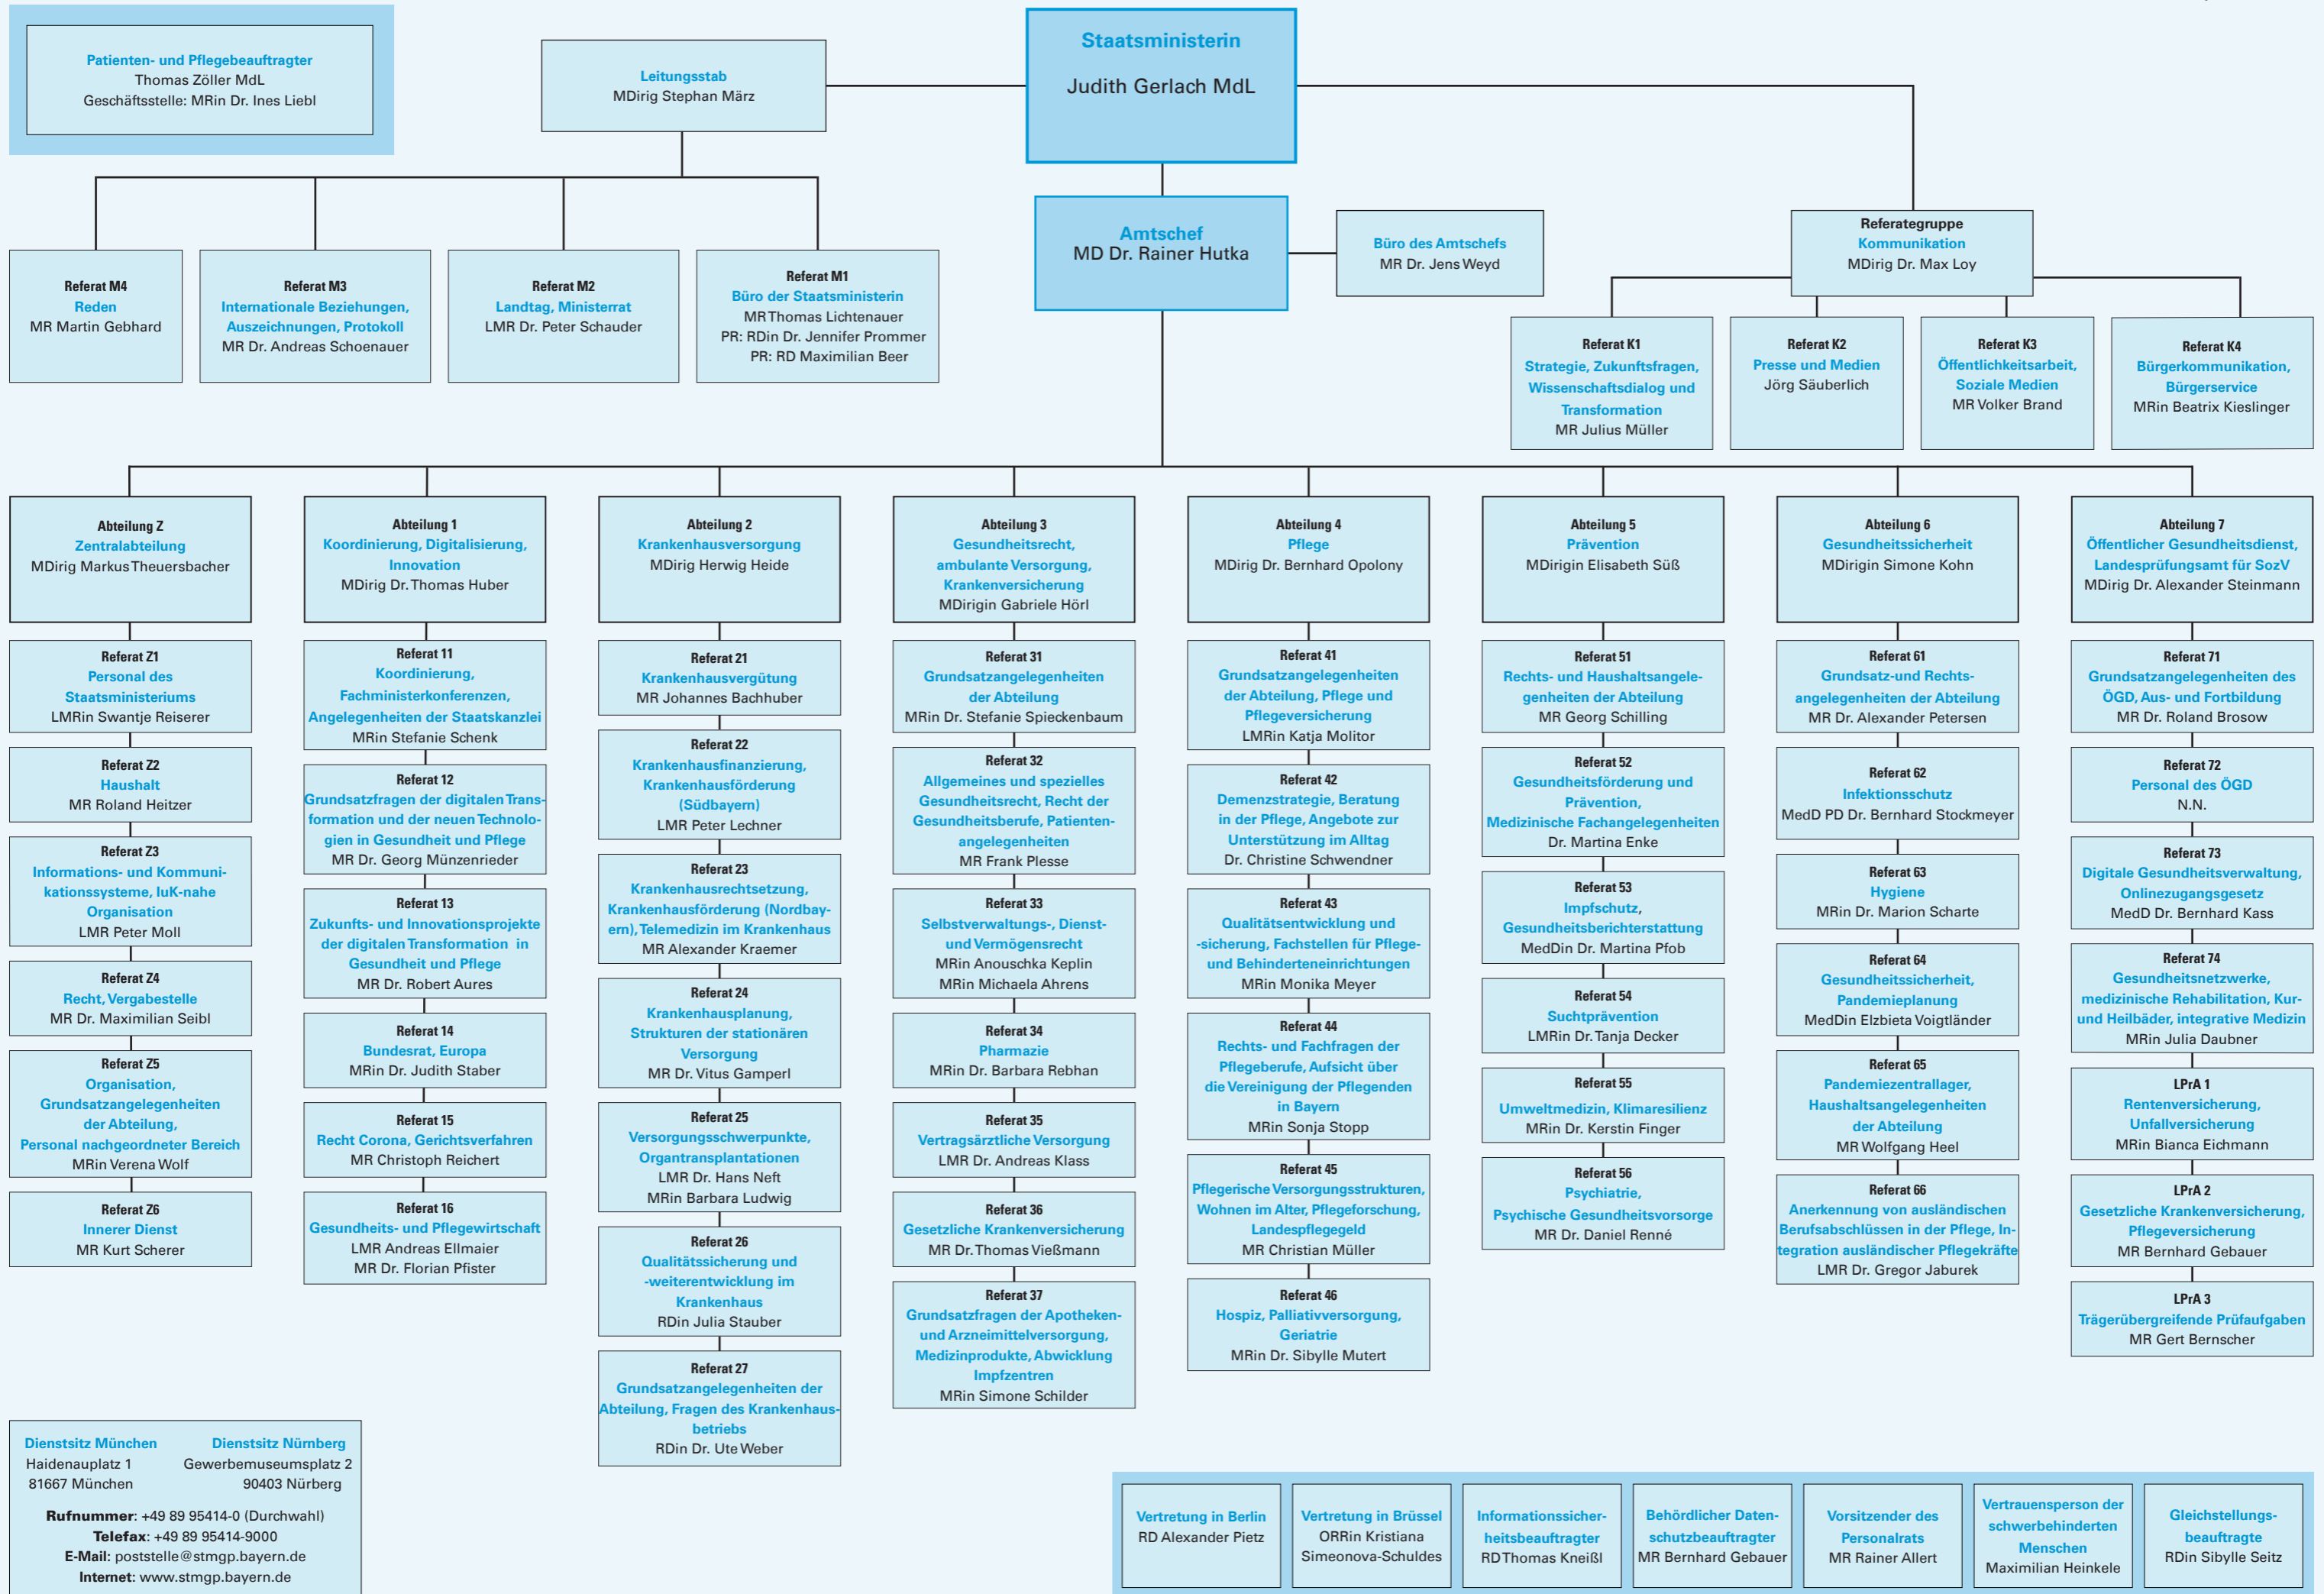 Patienten- und Pflegebeauftragter
Thomas Zöller MdL
Geschäftsstelle: MRin Dr. Ines Liebl
Leitungsstab
MDirig Stephan März
Staatsministerin
Judith Gerlach MdL
Amtschef
MD Dr. Rainer Hutka
Büro des Amtschefs
MR Dr. Jens Weyd
Referategruppe
Kommunikation
MDirig Dr. Max Loy
Referat M4
Reden
MR Martin Gebhard
Referat M3
Internationale Beziehungen,
Auszeichnungen, Protokoll
MR Dr. Andreas Schoenauer
Referat M2
Landtag, Ministerrat
LMR Dr. Peter Schauder
Referat M1
Büro der Staatsministerin
MR Thomas Lichtenauer
PR: RDin Dr. Jennifer Prommer
PR: RD Maximilian Beer
Referat K1
Strategie, Zukunftsfragen,
Wissenschaftsdialog und
Transformation
MR Julius Müller
Referat K2
Presse und Medien
Jörg Säuberlich
Referat K3
Öffentlichkeitsarbeit,
Soziale Medien
MR Volker Brand
Referat K4
Bürgerkommunikation,
Bürgerservice
MRin Beatrix Kieslinger
Abteilung Z
Zentralabteilung
MDirig Markus Theuersbacher
Referat Z1
Personal des
Staatsministeriums
LMRin Swantje Reiserer
Referat Z2
Haushalt
MR Roland Heitzer
Referat Z3
Informations- und Kommuni-
kationssysteme, IuK-nahe
Organisation
LMR Peter Moll
Referat Z4
Recht, Vergabestelle
MR Dr. Maximilian Seibl
Referat Z5
Organisation,
Grundsatzangelegenheiten
der Abteilung,
Personal nachgeordneter Bereich
MRin Verena Wolf
Referat Z6
Innerer Dienst
MR Kurt Scherer
Abteilung 1
Koordinierung, Digitalisierung,
Innovation
MDirig Dr. Thomas Huber
Referat 11
Koordinierung,
Fachministerkonferenzen,
Angelegenheiten der Staatskanzlei
MRin Stefanie Schenk
Referat 12
Grundsatzfragen der digitalen Trans-
formation und der neuen Technolo-
gien in Gesundheit und Pflege
MR Dr. Georg Münzenrieder
Referat 13
Zukunfts- und Innovationsprojekte
der digitalen Transformation in
Gesundheit und Pflege
MR Dr. Robert Aures
Referat 14
Bundesrat, Europa
MRin Dr. Judith Staber
Referat 15
Recht Corona, Gerichtsverfahren
MR Christoph Reichert
Referat 16
Gesundheits- und Pflegewirtschaft
LMR Andreas Ellmaier
MR Dr. Florian Pfister
Abteilung 2
Krankenhausversorgung
MDirig Herwig Heide
Referat 21
Krankenhausvergütung
MR Johannes Bachhuber
Referat 22
Krankenhausfinanzierung,
Krankenhausförderung
(Südbayern)
LMR Peter Lechner
Referat 23
Krankenhausrechtsetzung,
Krankenhausförderung (Nordbay-
ern), Telemedizin im Krankenhaus
MR Alexander Kraemer
Referat 24
Krankenhausplanung,
Strukturen der stationären
Versorgung
MR Dr. Vitus Gamperl
Referat 25
Versorgungsschwerpunkte,
Organtransplantationen
LMR Dr. Hans Neft
MRin Barbara Ludwig
Referat 26
Qualitätssicherung und
-weiterentwicklung im
Krankenhaus
RDin Julia Stauber
Referat 27
Grundsatzangelegenheiten der
Abteilung, Fragen des Krankenhaus-
betriebs
RDin Dr. Ute Weber
Abteilung 3
Gesundheitsrecht,
ambulante Versorgung,
Krankenversicherung
MDirigin Gabriele Hörl
Referat 31
Grundsatzangelegenheiten
der Abteilung
MRin Dr. Stefanie Spieckenbaum
Referat 32
Allgemeines und spezielles
Gesundheitsrecht, Recht der
Gesundheitsberufe, Patienten-
angelegenheiten
MR Frank Plesse
Referat 33
Selbstverwaltungs-, Dienst-
und Vermögensrecht
MRin Anouschka Keplin
MRin Michaela Ahrens
Referat 34
Pharmazie
MRin Dr. Barbara Rebhan
Referat 35
Vertragsärztliche Versorgung
LMR Dr. Andreas Klass
Referat 36
Gesetzliche Krankenversicherung
MR Dr. Thomas Vießmann
Referat 37
Grundsatzfragen der Apotheken-
und Arzneimittelversorgung,
Medizinprodukte, Abwicklung
Impfzentren
MRin Simone Schilder
Abteilung 4
Pflege
MDirig Dr. Bernhard Opolony
Referat 41
Grundsatzangelegenheiten
der Abteilung, Pflege und
Pflegeversicherung
LMRin Katja Molitor
Referat 42
Demenzstrategie, Beratung
in der Pflege, Angebote zur
Unterstützung im Alltag
Dr. Christine Schwendner
Referat 43
Qualitätsentwicklung und
-sicherung, Fachstellen für Pflege-
und Behinderteneinrichtungen
MRin Monika Meyer
Referat 44
Rechts- und Fachfragen der
Pflegeberufe, Aufsicht über
die Vereinigung der Pflegenden
in Bayern
MRin Sonja Stopp
Referat 45
Pflegerische Versorgungsstrukturen,
Wohnen im Alter, Pflegeforschung,
Landespflegegeld
MR Christian Müller
Referat 46
Hospiz, Palliativversorgung,
Geriatrie
MRin Dr. Sibylle Mutert
Abteilung 5
Prävention
MDirigin Elisabeth Süß
Referat 51
Rechts- und Haushaltsangele-
genheiten der Abteilung
MR Georg Schilling
Referat 52
Gesundheitsförderung und
Prävention,
Medizinische Fachangelegenheiten
Dr. Martina Enke
Referat 53
Impfschutz,
Gesundheitsberichterstattung
MedDin Dr. Martina Pfob
Referat 54
Suchtprävention
LMRin Dr. Tanja Decker
Referat 55
Umweltmedizin, Klimaresilienz
MRin Dr. Kerstin Finger
Referat 56
Psychiatrie,
Psychische Gesundheitsvorsorge
MR Dr. Daniel Renné
Abteilung 6
Gesundheitssicherheit
MDirigin Simone Kohn
Referat 61
Grundsatz-und Rechts-
angelegenheiten der Abteilung
MR Dr. Alexander Petersen
Referat 62
Infektionsschutz
MedD PD Dr. Bernhard Stockmeyer
Referat 63
Hygiene
MRin Dr. Marion Scharte
Referat 64
Gesundheitssicherheit,
Pandemieplanung
MedDin Elzbieta Voigtländer
Referat 65
Pandemiezentrallager,
Haushaltsangelegenheiten
der Abteilung
MR Wolfgang Heel
Referat 66
Anerkennung von ausländischen
Berufsabschlüssen in der Pflege, In-
tegration ausländischer Pflegekräfte
LMR Dr. Gregor Jaburek
Abteilung 7
Öffentlicher Gesundheitsdienst,
Landesprüfungsamt für SozV
MDirig Dr. Alexander Steinmann
Referat 71
Grundsatzangelegenheiten des
ÖGD, Aus- und Fortbildung
MR Dr. Roland Brosow
Referat 72
Personal des ÖGD
N.N.
Referat 73
Digitale Gesundheitsverwaltung,
Onlinezugangsgesetz
MedD Dr. Bernhard Kass
Referat 74
Gesundheitsnetzwerke,
medizinische Rehabilitation, Kur-
und Heilbäder, integrative Medizin
MRin Julia Daubner
LPrA 1
Rentenversicherung,
Unfallversicherung
MRin Bianca Eichmann
LPrA 2
Gesetzliche Krankenversicherung,
Pflegeversicherung
MR Bernhard Gebauer
LPrA 3
Trägerübergreifende Prüfaufgaben
MR Gert Bernscher
Dienstsitz München
Haidenauplatz 1
81667 München
Dienstsitz Nürnberg
Gewerbemuseumsplatz 2
90403 Nürberg
Rufnummer: +49 89 95414-0 (Durchwahl)
Telefax: +49 89 95414-9000
E-Mail: poststelle@stmgp.bayern.de
Internet: www.stmgp.bayern.de
Vertretung in Berlin
RD Alexander Pietz
Vertretung in Brüssel
ORRin Kristiana
Simeonova-Schuldes
Informationssicher-
heitsbeauftragter
RD Thomas Kneißl
Behördlicher Daten-
schutzbeauftragter
MR Bernhard Gebauer
Vorsitzender des
Personalrats
MR Rainer Allert
Vertrauensperson der
schwerbehinderten
Menschen
Maximilian Heinkele
Gleichstellungs-
beauftragte
RDin Sibylle Seitz